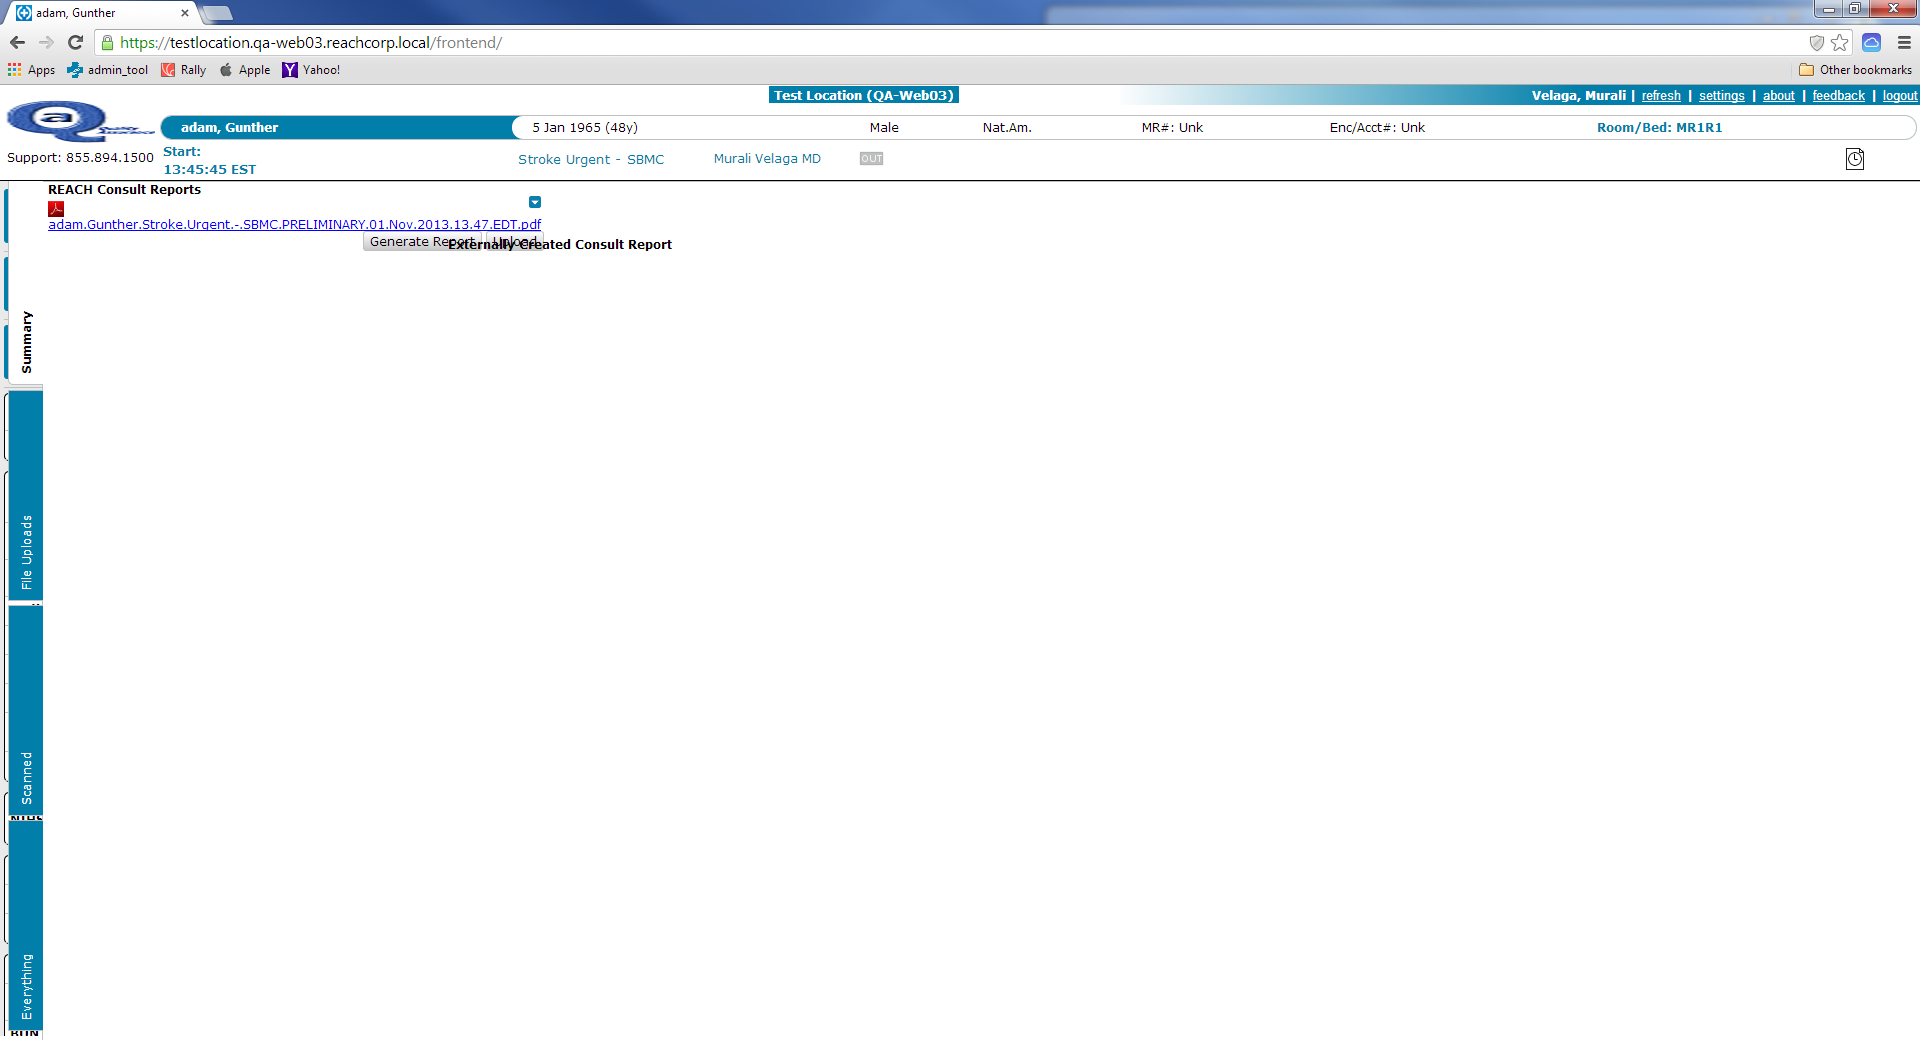 adam, Gunther
https://testlocation.qa-web03.reachcorp.local/frontend/
Apps admin_tool Rally Apple Yahoo! Other bookmarks
Test Location (QA-Web03) Velaga, Murali | refresh | settings | about | feedback | logout
Qa Quality Assurance
adam, Gunther 5 Jan 1965 (48y) Male Nat.Am. MR#: Unk Enc/Acct#: Unk Room/Bed: MR1R1
Support: 855.894.1500 Start:
13:45:45 EST
Stroke Urgent - SBMC Murali Velaga MD OUT
REACH Consult Reports
adam.Gunther.Stroke.Urgent.-.SBMC.PRELIMINARY.01.Nov.2013.13.47.EDT.pdf
Generate Report Upload
Externally Created Consult Report
Summary
File Uploads
Scanned
Everything